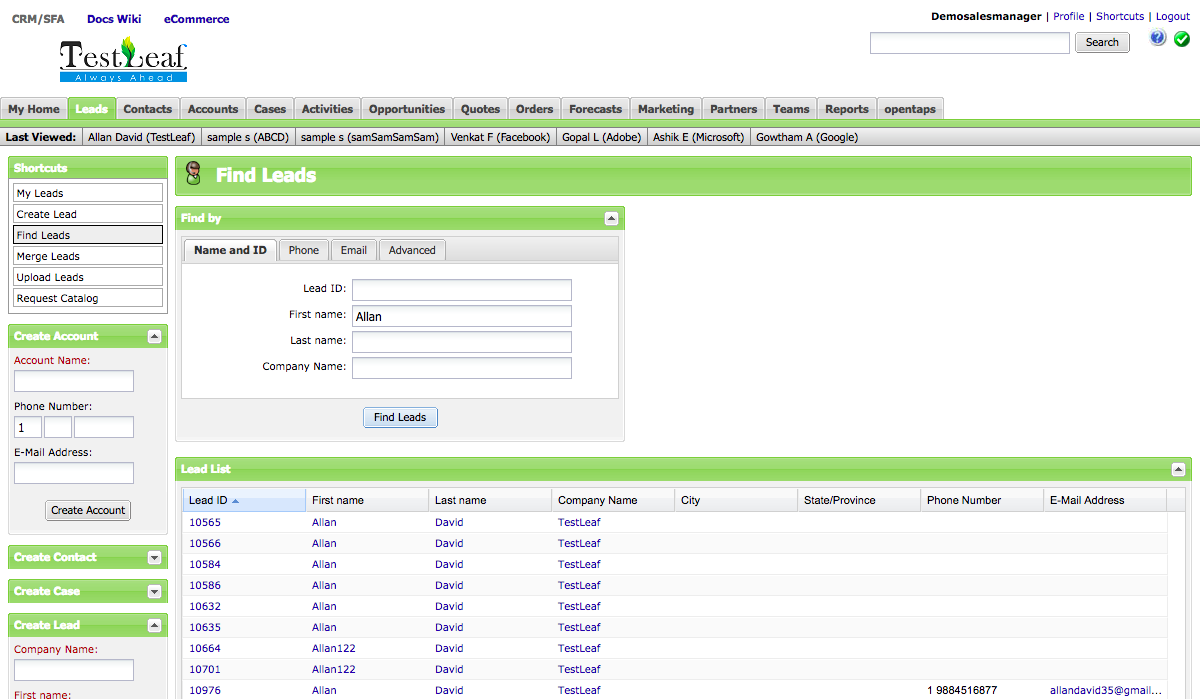 CRM/SFA Docs Wiki eCommerce
Demosalesmanager | Profile | Shortcuts | Logout
TestLeaf
Always Ahead
Search
My Home Leads Contacts Accounts Cases Activities Opportunities Quotes Orders Forecasts Marketing Partners Teams Reports opentaps
Last Viewed: Allan David (TestLeaf) sample s (ABCD) sample s (samSamSamSam) Venkat F (Facebook) Gopal L (Adobe) Ashik E (Microsoft) Gowtham A (Google)
Shortcuts
My Leads
Create Lead
Find Leads
Merge Leads
Upload Leads
Request Catalog
Create Account
Account Name:
Phone Number:
1
E-Mail Address:
Create Account
Create Contact
Create Case
Create Lead
Company Name:
First name:
Find Leads
Find by
Name and ID Phone Email Advanced
Lead ID:
First name: Allan
Last name:
Company Name:
Find Leads
Lead List
Lead ID First name Last name Company Name City State/Province Phone Number E-Mail Address
10565 Allan David TestLeaf
10566 Allan David TestLeaf
10584 Allan David TestLeaf
10586 Allan David TestLeaf
10632 Allan David TestLeaf
10635 Allan David TestLeaf
10664 Allan122 David TestLeaf
10701 Allan122 David TestLeaf
10976 Allan David TestLeaf 1 9884516877 allandavid35@gmail...